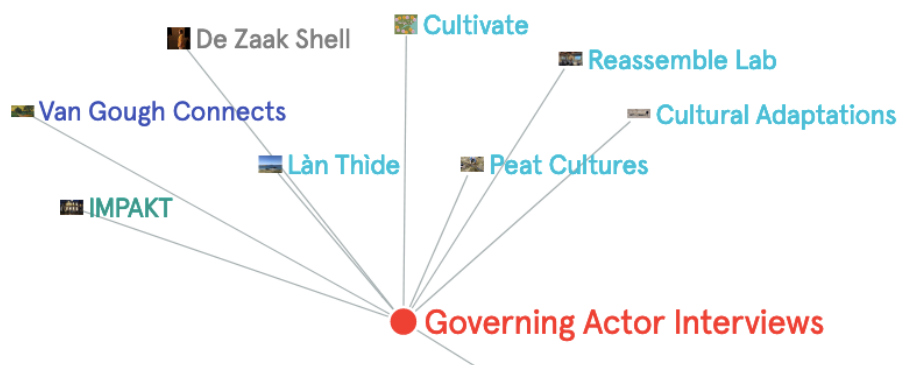 De Zaak Shell
Cultivate
Reassemble Lab
Van Gough Connects
Cultural Adaptations
Làn Thìde
Peat Cultures
IMPAKT
Governing Actor Interviews